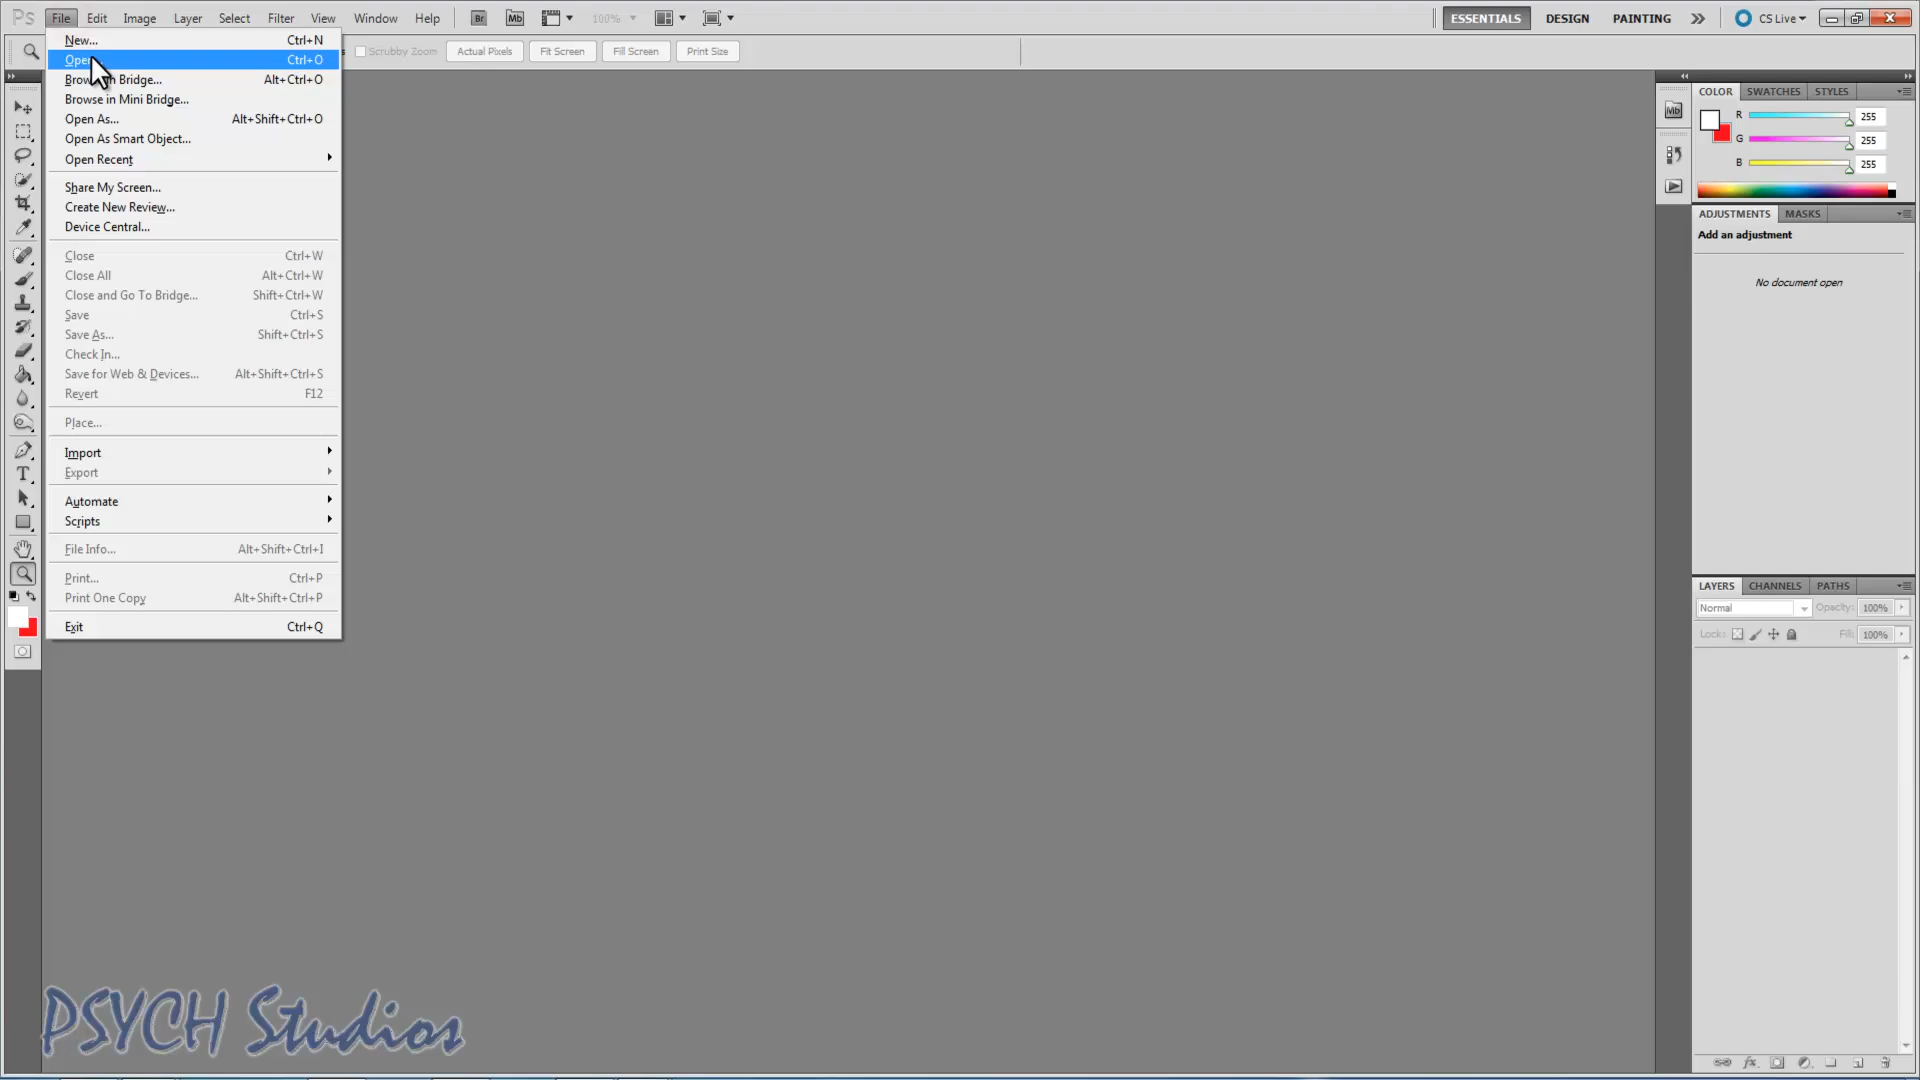 Ps File Edit Image Layer Select Filter View Window Help Br Mb 100% ESSENTIALS DESIGN PAINTING CS Live
Scrubby Zoom Actual Pixels Fit Screen Fill Screen Print Size
New... Ctrl+N
Ctrl+O
Bridge... Alt+Ctrl+O
Browse in Mini Bridge...
Open As... Alt+Shift+Ctrl+O
Open As Smart Object...
Open Recent
Share My Screen...
Create New Review...
Device Central...
Close Ctrl+W
Close All Alt+Ctrl+W
Close and Go To Bridge... Shift+Ctrl+W
Save Ctrl+S
Save As... Shift+Ctrl+S
Check In...
Save for Web & Devices... Alt+Shift+Ctrl+S
Revert F12
Place...
Import
Export
Automate
Scripts
File Info... Alt+Shift+Ctrl+I
Print... Ctrl+P
Print One Copy Alt+Shift+Ctrl+P
Exit Ctrl+Q
Mb
COLOR SWATCHES STYLES
R 255
G 255
B 255
ADJUSTMENTS MASKS
Add an adjustment
No document open
LAYERS CHANNELS PATHS
Normal Opacity: 100%
Lock: Fill: 100%
PSYCH Studios